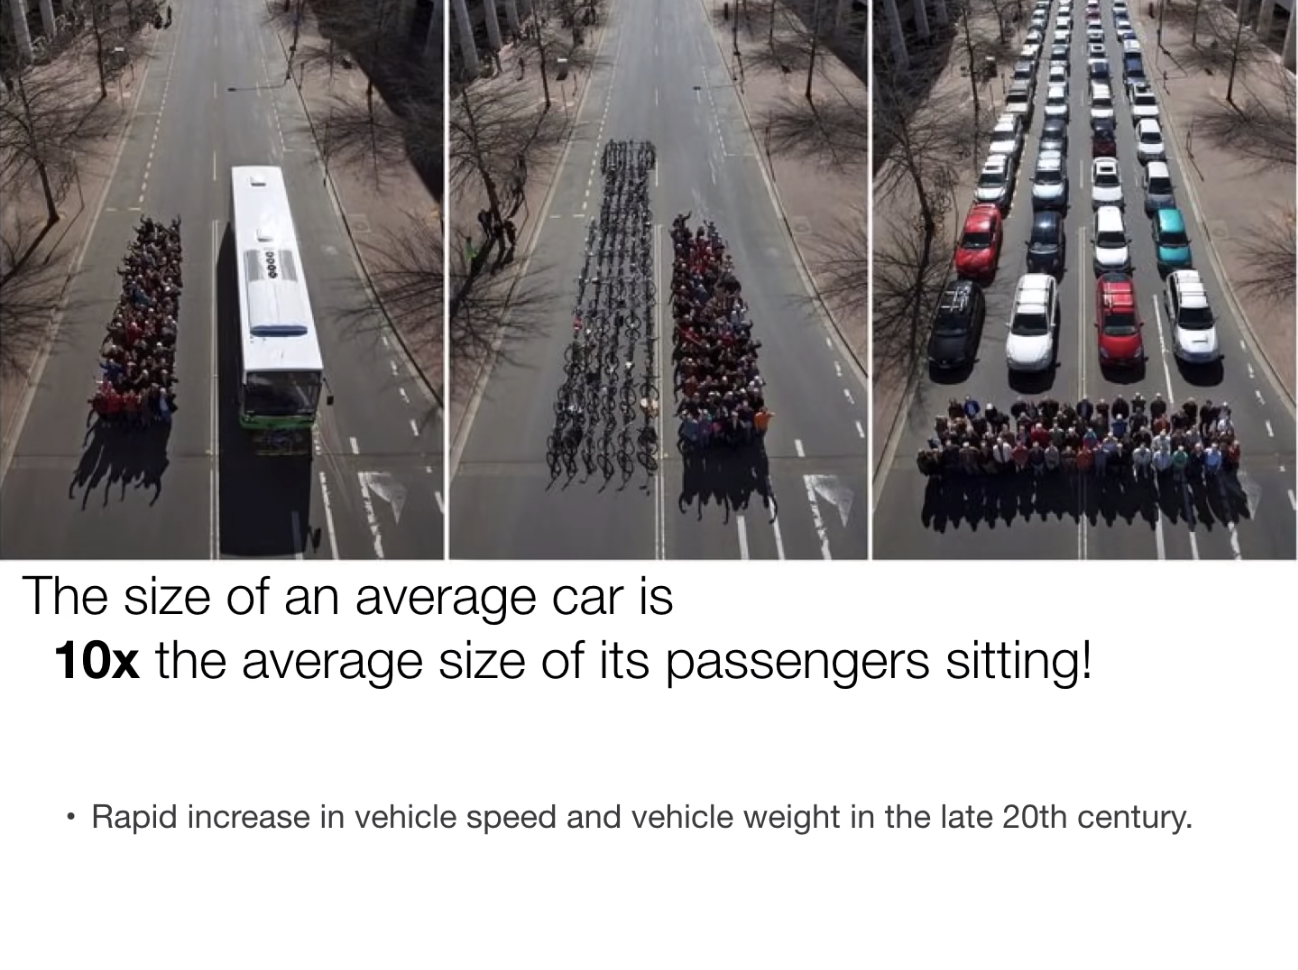 The size of an average car is
10x the average size of its passengers sitting!
• Rapid increase in vehicle speed and vehicle weight in the late 20th century.